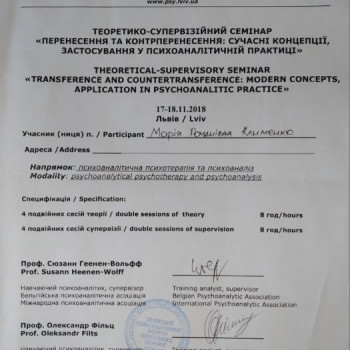 www.psy.lviv.ua
ТЕОРЕТИКО-СУПЕРВІЗІЙНИЙ СЕМІНАР
«ПЕРЕНЕСЕННЯ ТА КОНТРПЕРЕНЕСЕННЯ: СУЧАСНІ КОНЦЕПЦІЇ,
ЗАСТОСУВАННЯ У ПСИХОАНАЛІТИЧНІЙ ПРАКТИЦІ»
THEORETICAL-SUPERVISORY SEMINAR
«TRANSFERENCE AND COUNTERTRANSFERENCE: MODERN CONCEPTS,
APPLICATION IN PSYCHOANALITIC PRACTICE»
17-18.11.2018
Львів / Lviv
Учасник (ниця) п. / Participant Марія Клименко
Адреса /Address
Напрямок: психоаналітична психотерапія та психоаналіз
Modality: psychoanalytical psychotherapy and psychoanalysis
Специфікація / Specification:
4 подвійних сесії теорії / double sessions of theory 8 год/hours
4 подвійних сесії супервізії / double sessions of supervision 8 год/hours
Проф. Сюзанн Геенен-Вольфф
Prof. Susann Heenen-Wolff
Навчаючий психоаналітик, супервізор Training analyst, supervisor
Бельгійська психоаналітична асоціація Belgian Psychoanalytic Association
Міжнародна психоаналітична асоціація International Psychoanalytic Association
Проф. Олександр Фільц
Prof. Oleksandr Filts